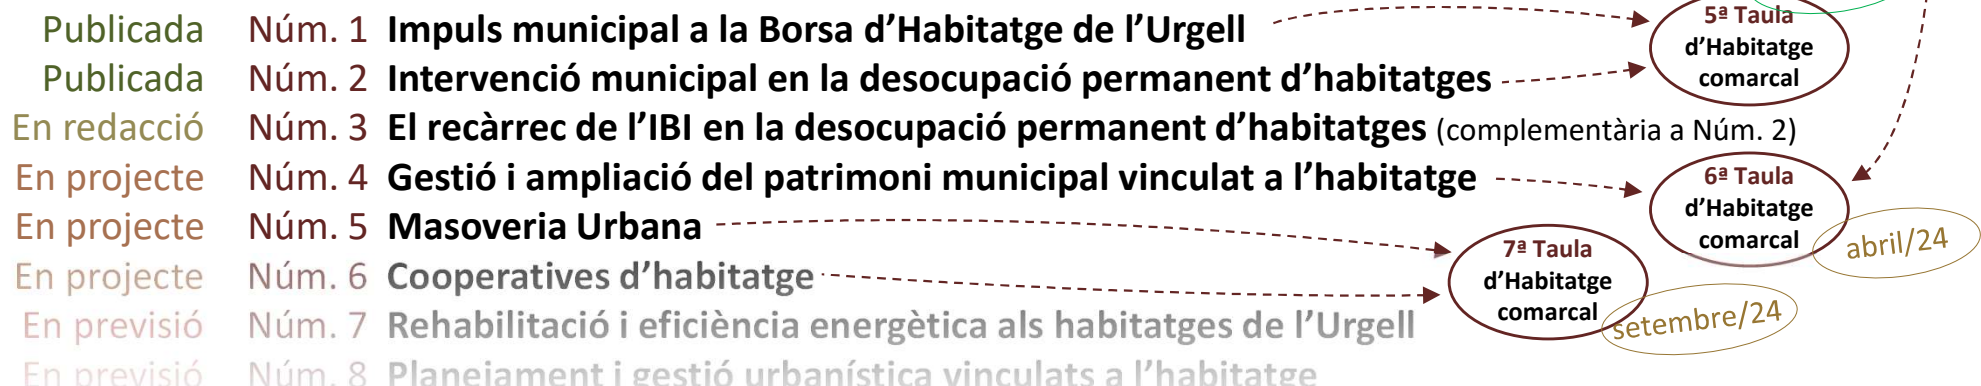 Publicada Núm. 1 Impuls municipal a la Borsa d'Habitatge de l'Urgell
5ª Taula
d'Habitatge
comarcal
Publicada Núm. 2 Intervenció municipal en la desocupació permanent d'habitatges
En redacció Núm. 3 El recàrrec de l'IBI en la desocupació permanent d'habitatges (complementària a Núm. 2)
En projecte Núm. 4 Gestió i ampliació del patrimoni municipal vinculat a l'habitatge
6ª Taula
d'Habitatge
comarcal
abril/24
En projecte Núm. 5 Masoveria Urbana
7ª Taula
d'Habitatge
comarcal
setembre/24
En projecte Núm. 6 Cooperatives d'habitatge
En previsió Núm. 7 Rehabilitació i eficiència energètica als habitatges de l'Urgell
En previsió Núm. 8 Planejament i gestió urbanística vinculats a l'habitatge